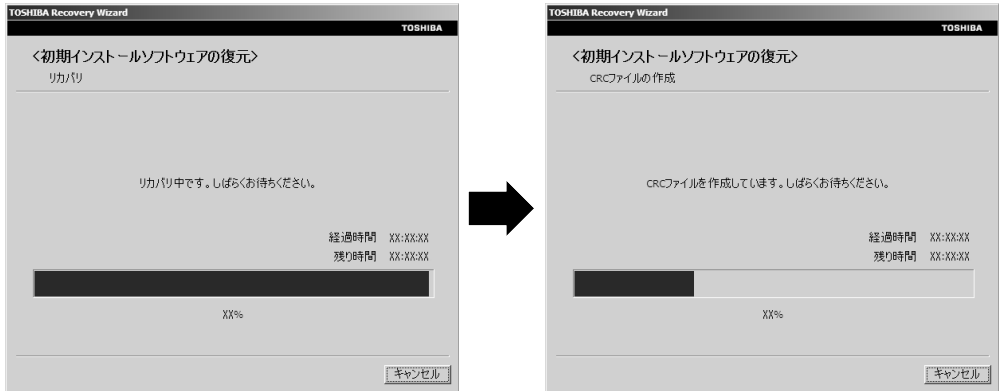 TOSHIBA Recovery Wizard
TOSHIBA
<初期インストールソフトウェアの復元>
リカバリ
リカバリ中です。しばらくお待ちください。
経過時間 XX:XX:XX
残り時間 XX:XX:XX
XX%
キャンセル
TOSHIBA Recovery Wizard
TOSHIBA
<初期インストールソフトウェアの復元>
CRCファイルの作成
CRCファイルを作成しています。しばらくお待ちください。
経過時間 XX:XX:XX
残り時間 XX:XX:XX
XX%
キャンセル